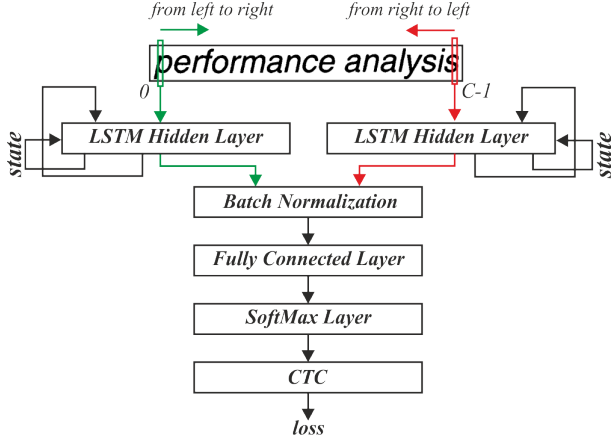 from left to right from right to left
performance analysis
0 C-1
LSTM Hidden Layer LSTM Hidden Layer
state state
Batch Normalization
Fully Connected Layer
SoftMax Layer
CTC
loss